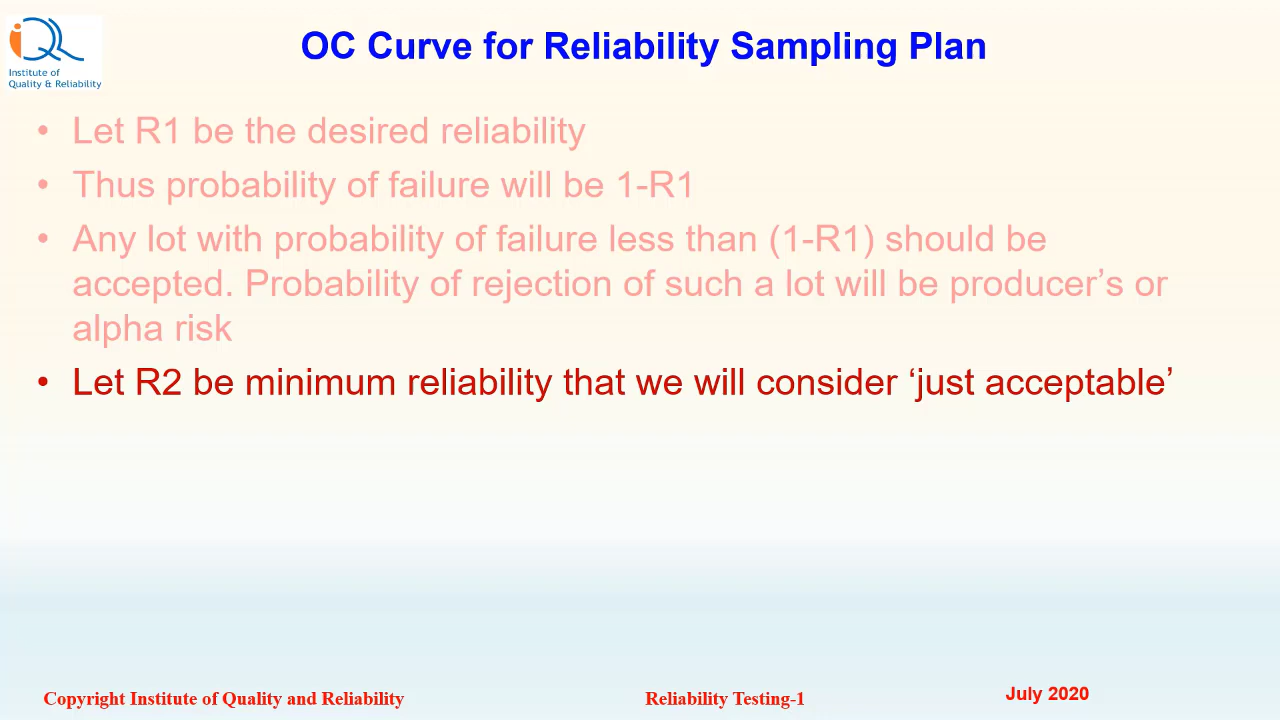 iQL
Institute of
Quality & Reliability
OC Curve for Reliability Sampling Plan
• Let R1 be the desired reliability
• Thus probability of failure will be 1-R1
• Any lot with probability of failure less than (1-R1) should be
accepted. Probability of rejection of such a lot will be producer’s or
alpha risk
• Let R2 be minimum reliability that we will consider ‘just acceptable’
Copyright Institute of Quality and Reliability
Reliability Testing-1
July 2020